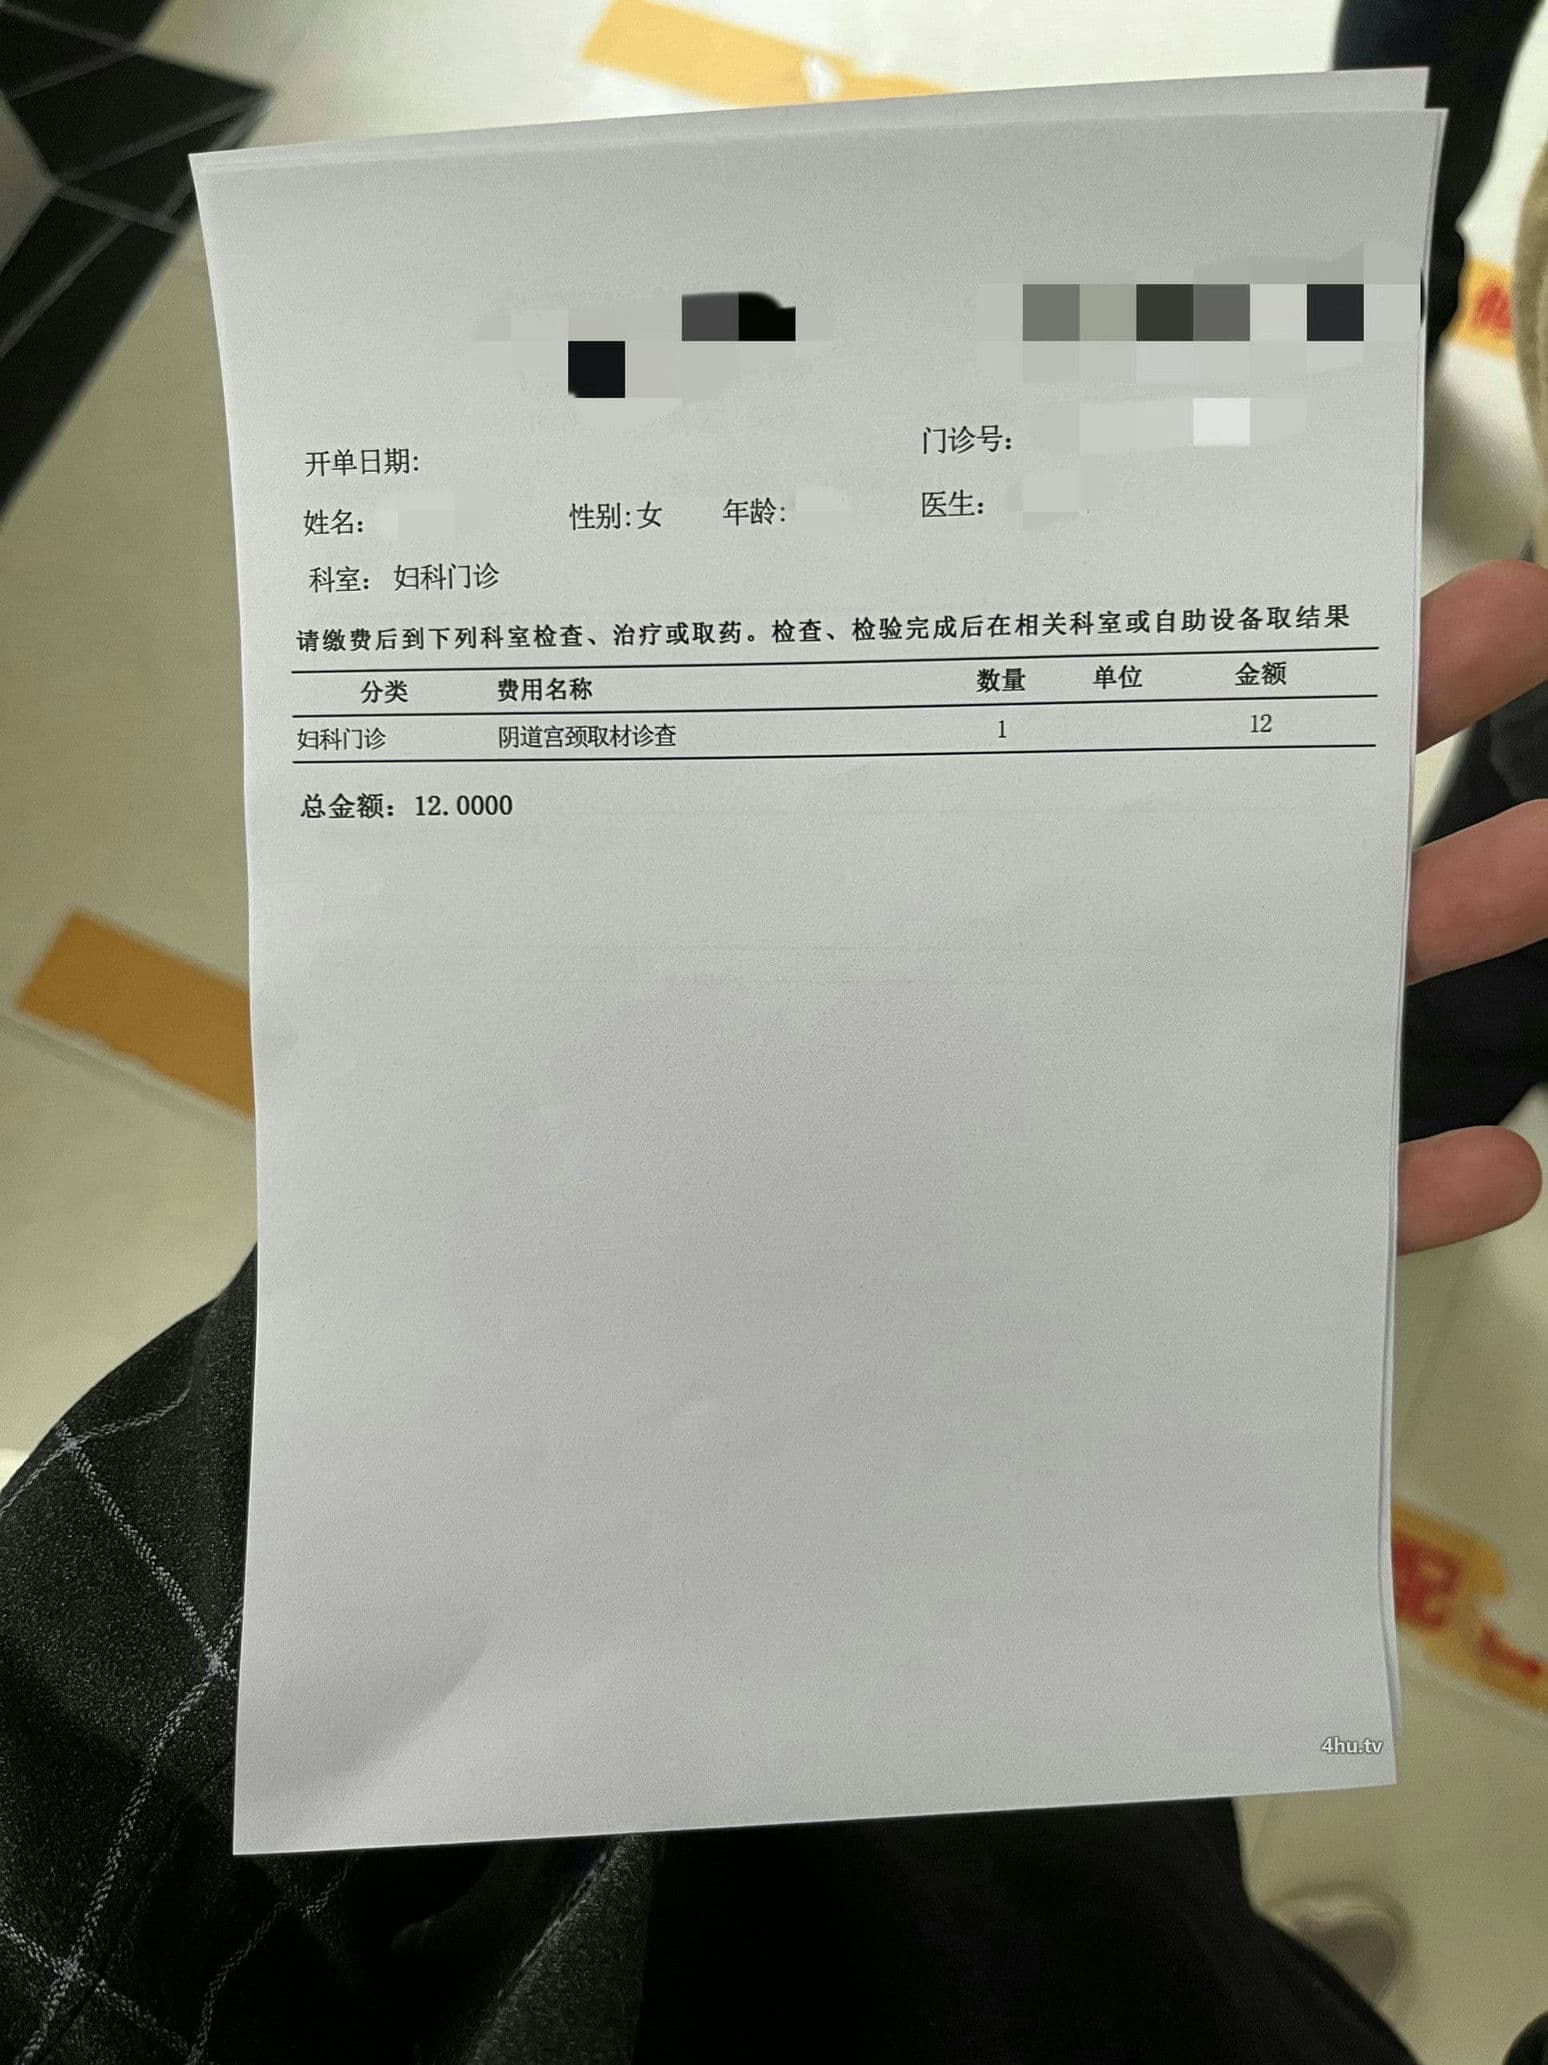 开单日期:
门诊号:
姓名:
性别:女
年龄:
医生:
科室: 妇科门诊
请缴费后到下列科室检查、治疗或取药。检查、检验完成后在相关科室或自助设备取结果
分类 费用名称 数量 单位 金额
妇科门诊 阴道宫颈取材诊查 1 12
总金额: 12.0000
4hu.tv